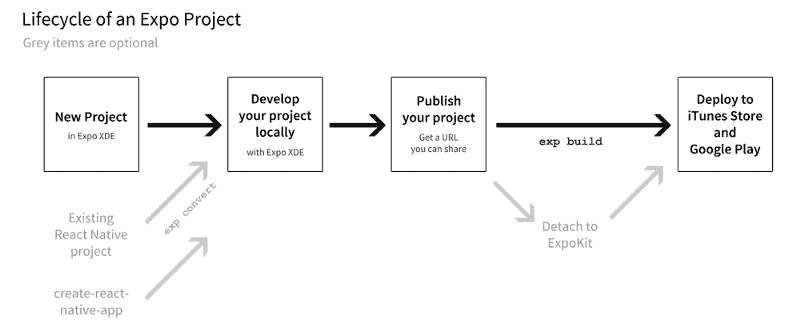 Lifecycle of an Expo Project
Grey items are optional
New Project
in Expo XDE
Develop
your project
locally
with Expo XDE
Publish
your project
Get a URL
you can share
exp build
Deploy to
iTunes Store
and
Google Play
Existing
React Native
project
exp convert
create-react-
native-app
Detach to
ExpoKit